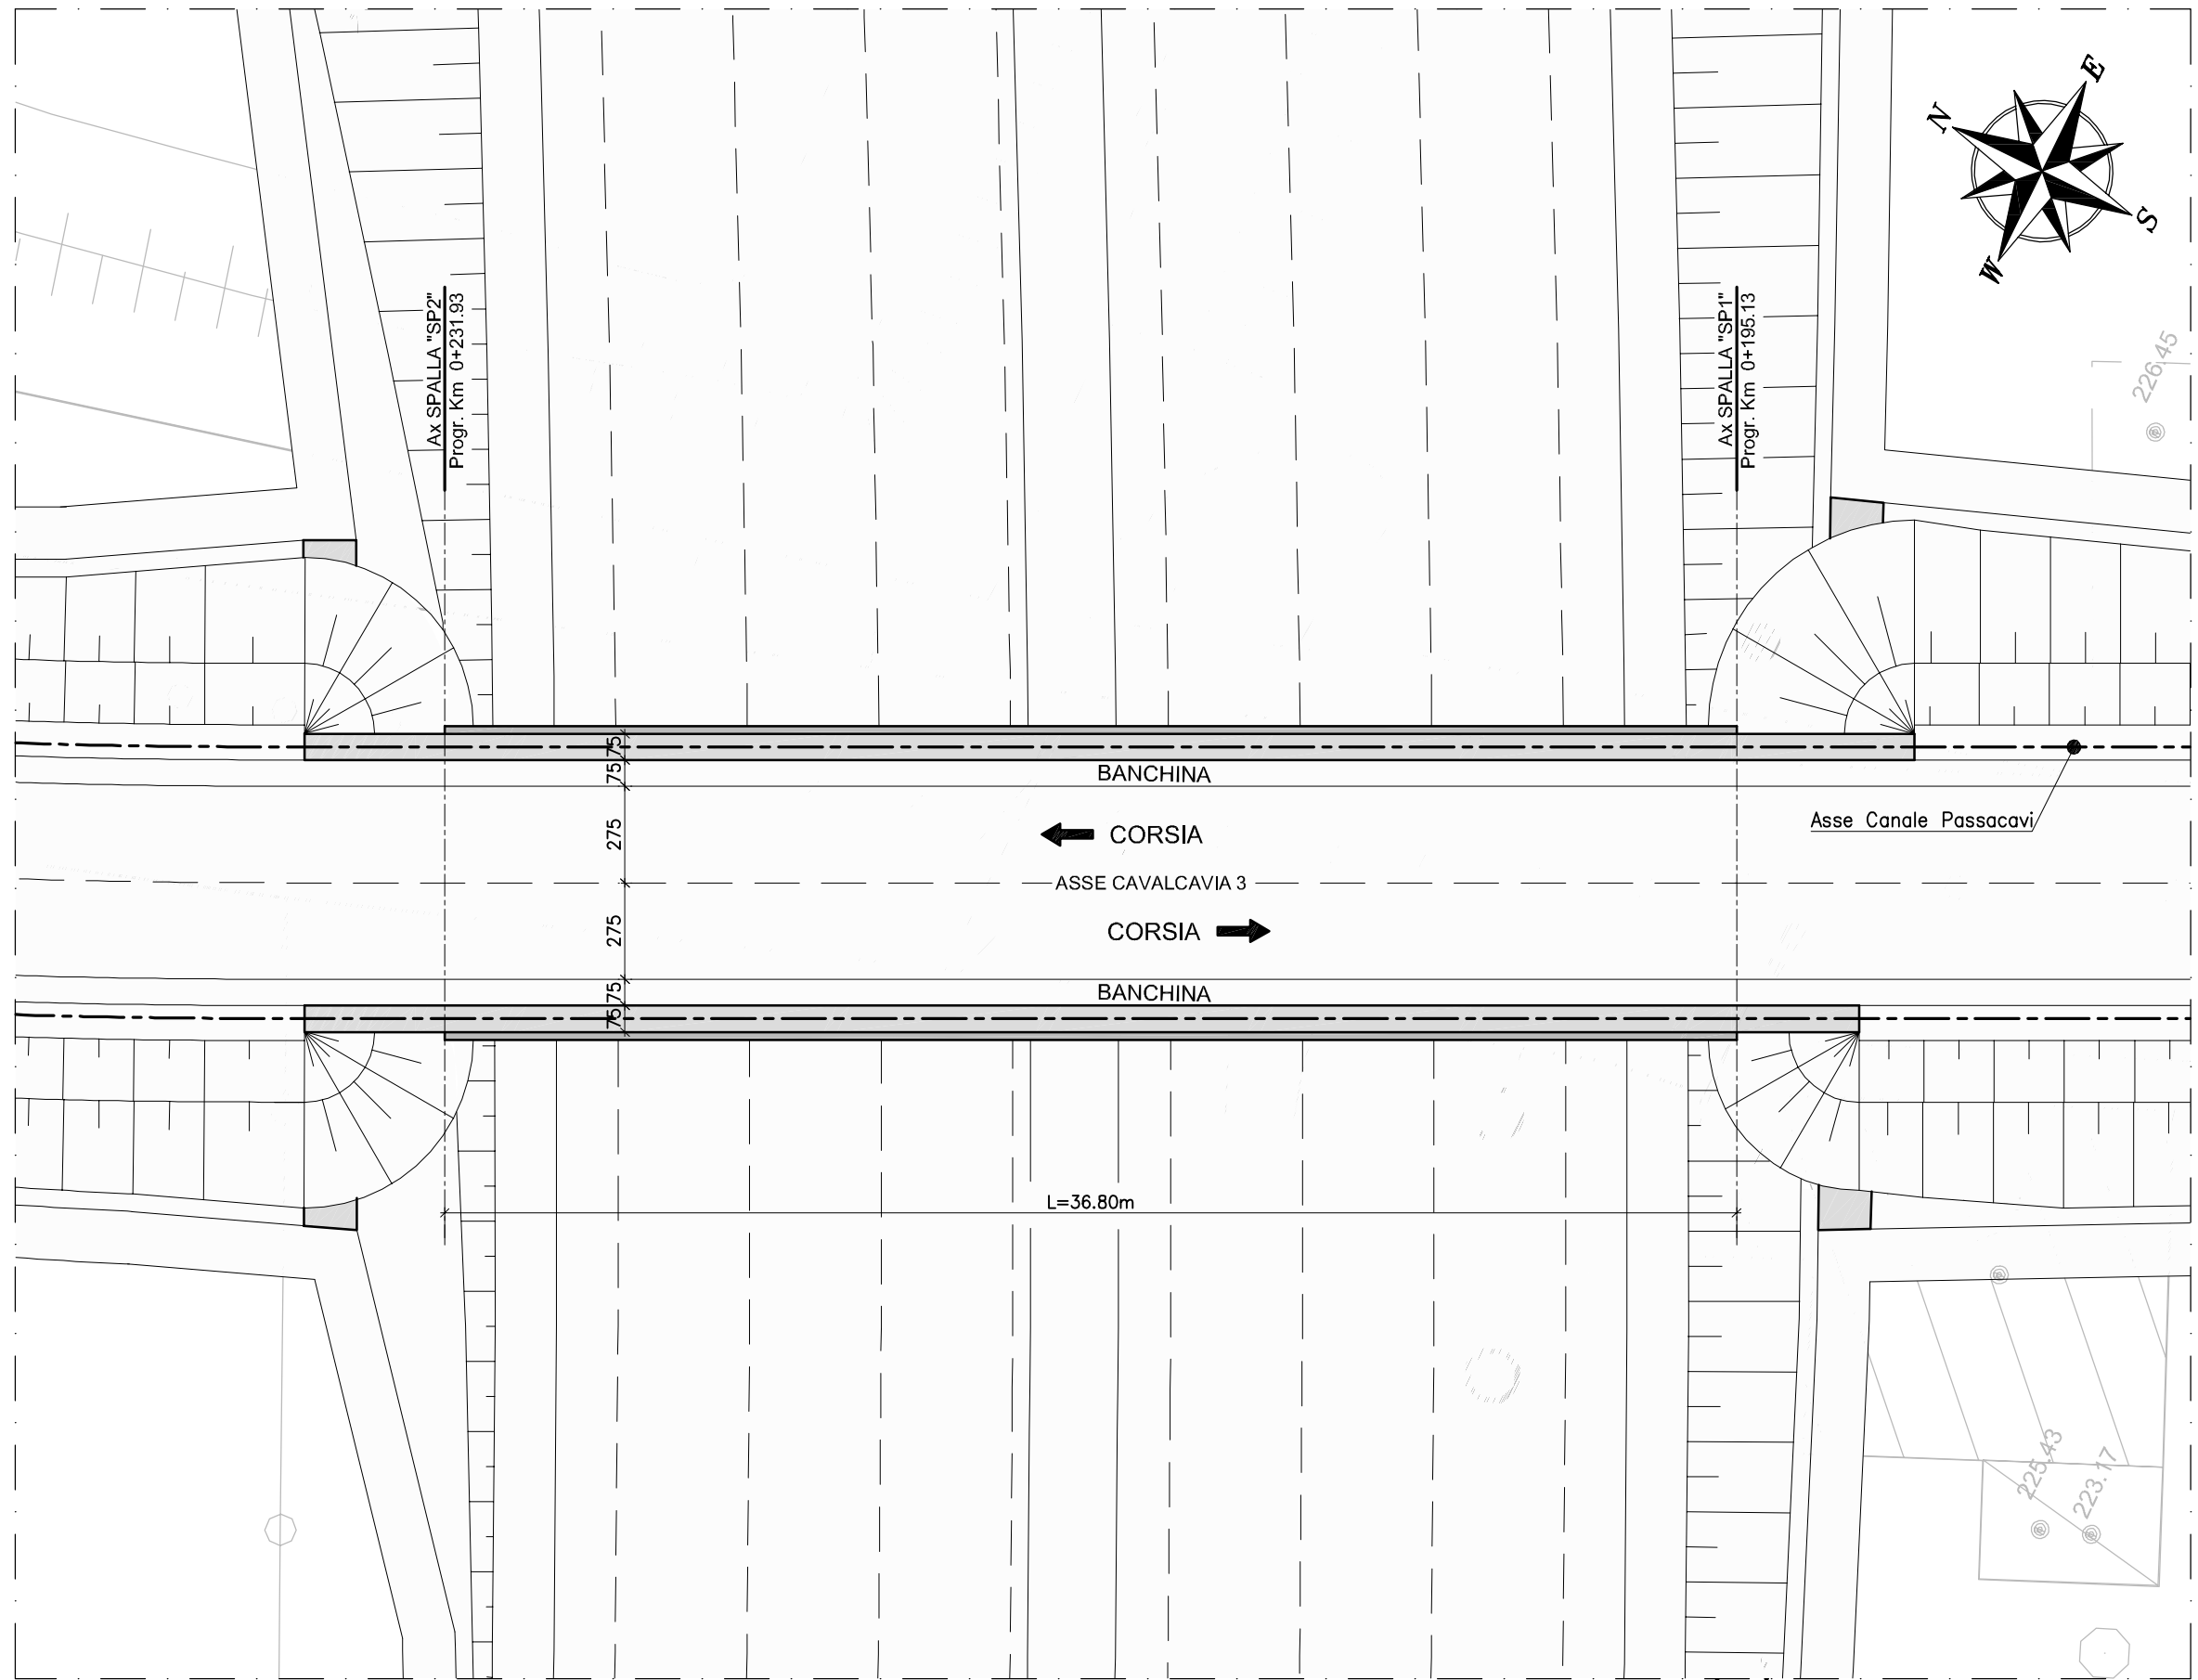 N
E
S
W
Ax SPALLA "SP2"
Progr. Km 0+231.93
Ax SPALLA "SP1"
Progr. Km 0+195.13
226.45
75
75
BANCHINA
275
CORSIA
Asse Canale Passacavi
ASSE CAVALCAVIA 3
275
CORSIA
75
BANCHINA
75
L=36.80m
225.43
223.17